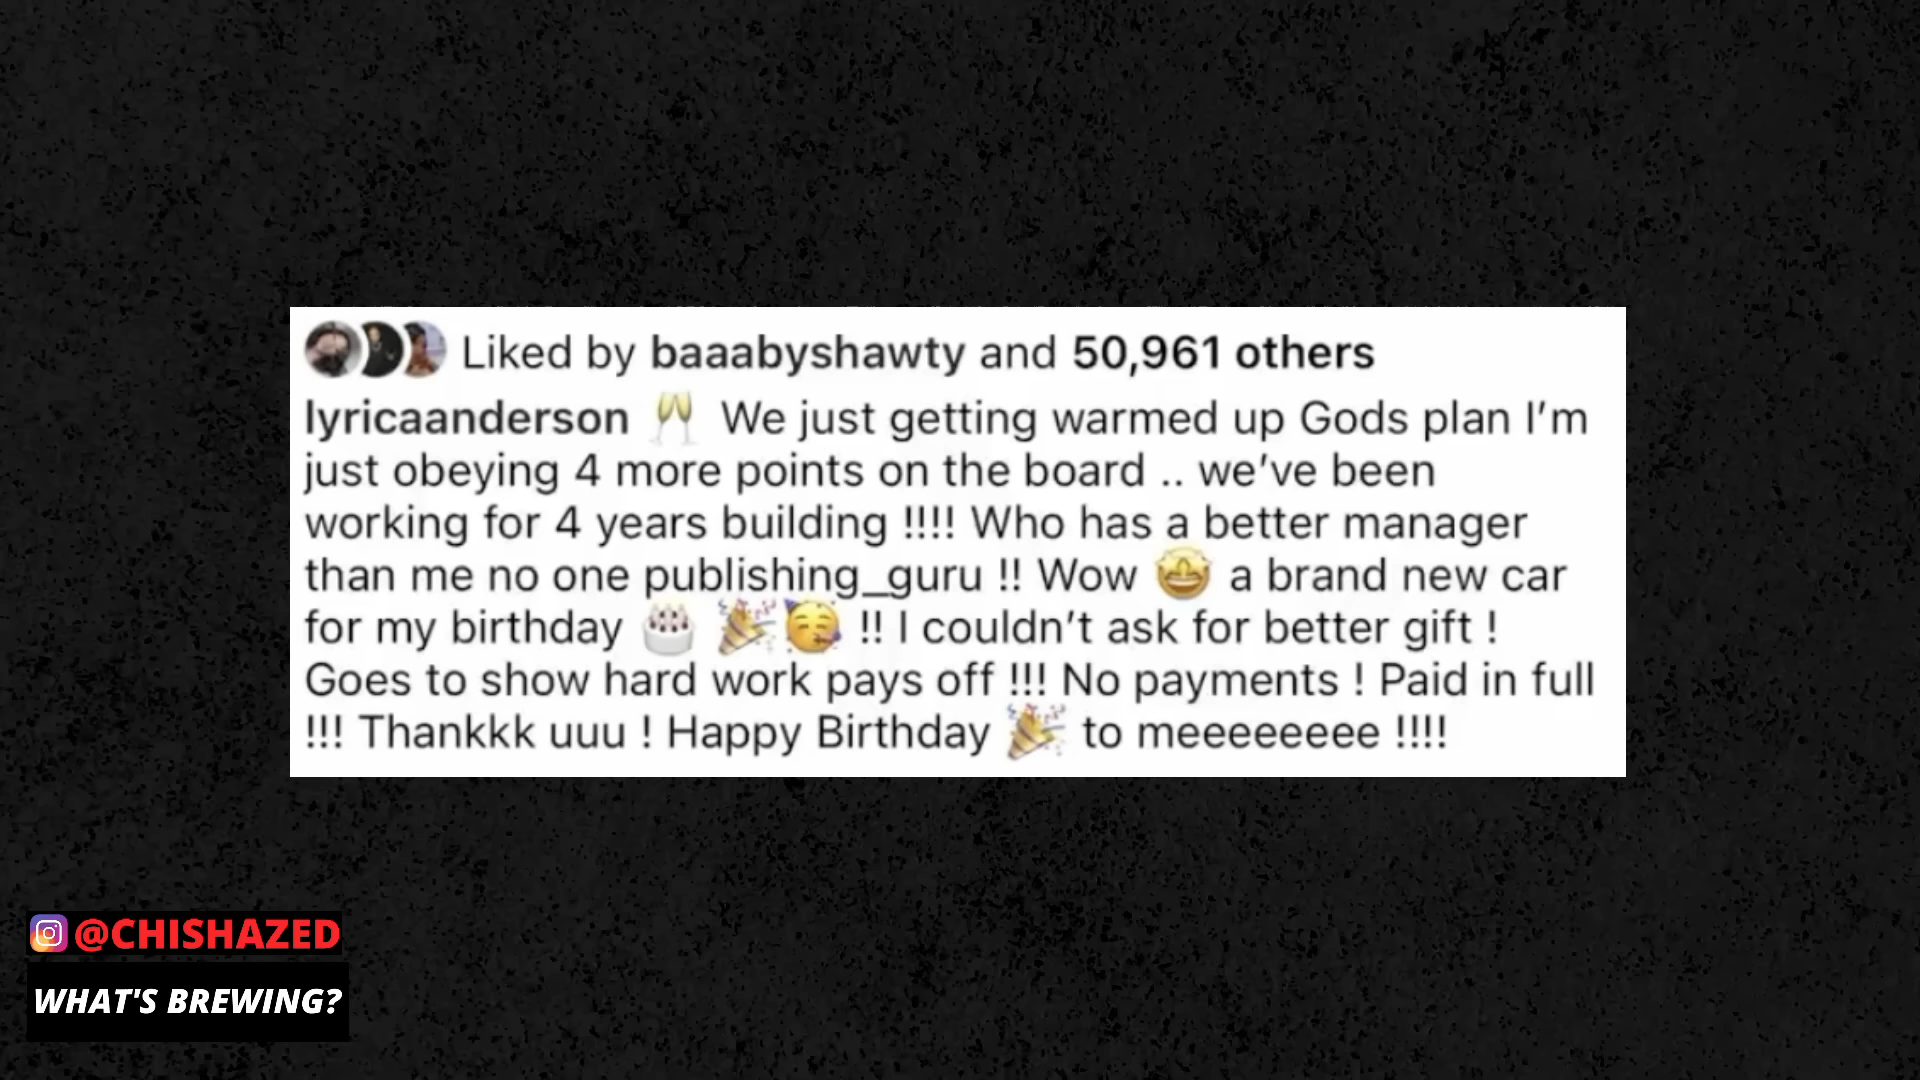 Liked by baaabyshawty and 50,961 others
lyricaanderson 🥂 We just getting warmed up Gods plan I’m
just obeying 4 more points on the board .. we’ve been
working for 4 years building !!!! Who has a better manager
than me no one publishing_guru !! Wow 🤩 a brand new car
for my birthday 🎂 🎉🥳 !! I couldn’t ask for better gift !
Goes to show hard work pays off !!! No payments ! Paid in full
!!! Thankkk uuu ! Happy Birthday 🎉 to meeeeeeee !!!!
@CHISHAZED
WHAT'S BREWING?